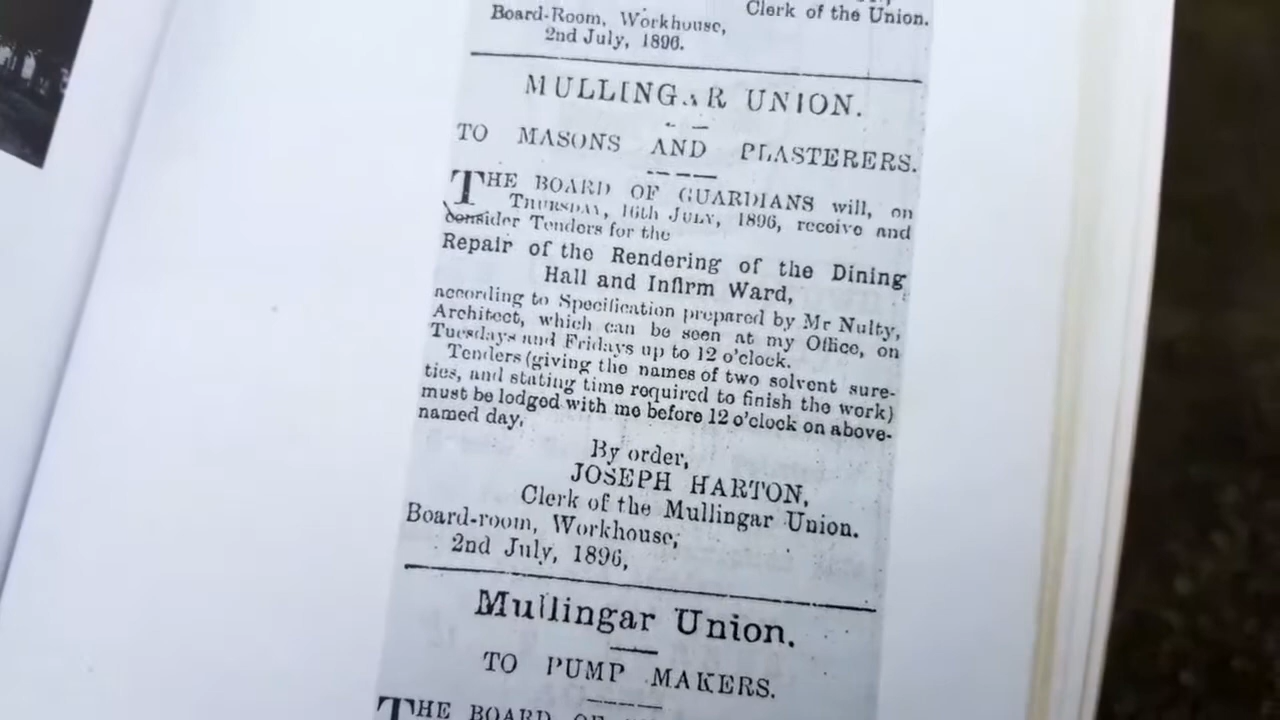 Clerk of the Union.
Board-Room, Workhouse,
2nd July, 1896.
MULLINGAR UNION.
TO MASONS AND PLASTERERS.
THE BOARD OF GUARDIANS will, on
THURSDAY, 16th JULY, 1896, receive and
consider Tenders for the
Repair of the Rendering of the Dining
Hall and Infirm Ward,
according to Specification prepared by Mr Nulty,
Architect, which can be seen at my Office, on
Tuesdays and Fridays up to 12 o'clock.
Tenders (giving the names of two solvent sure-
ties, and stating time required to finish the work)
must be lodged with me before 12 o'clock on above-
named day,
By order,
JOSEPH HARTON,
Clerk of the Mullingar Union.
Board-room, Workhouse,
2nd July, 1896,
Mullingar Union.
TO PUMP MAKERS.
THE BOARD OF